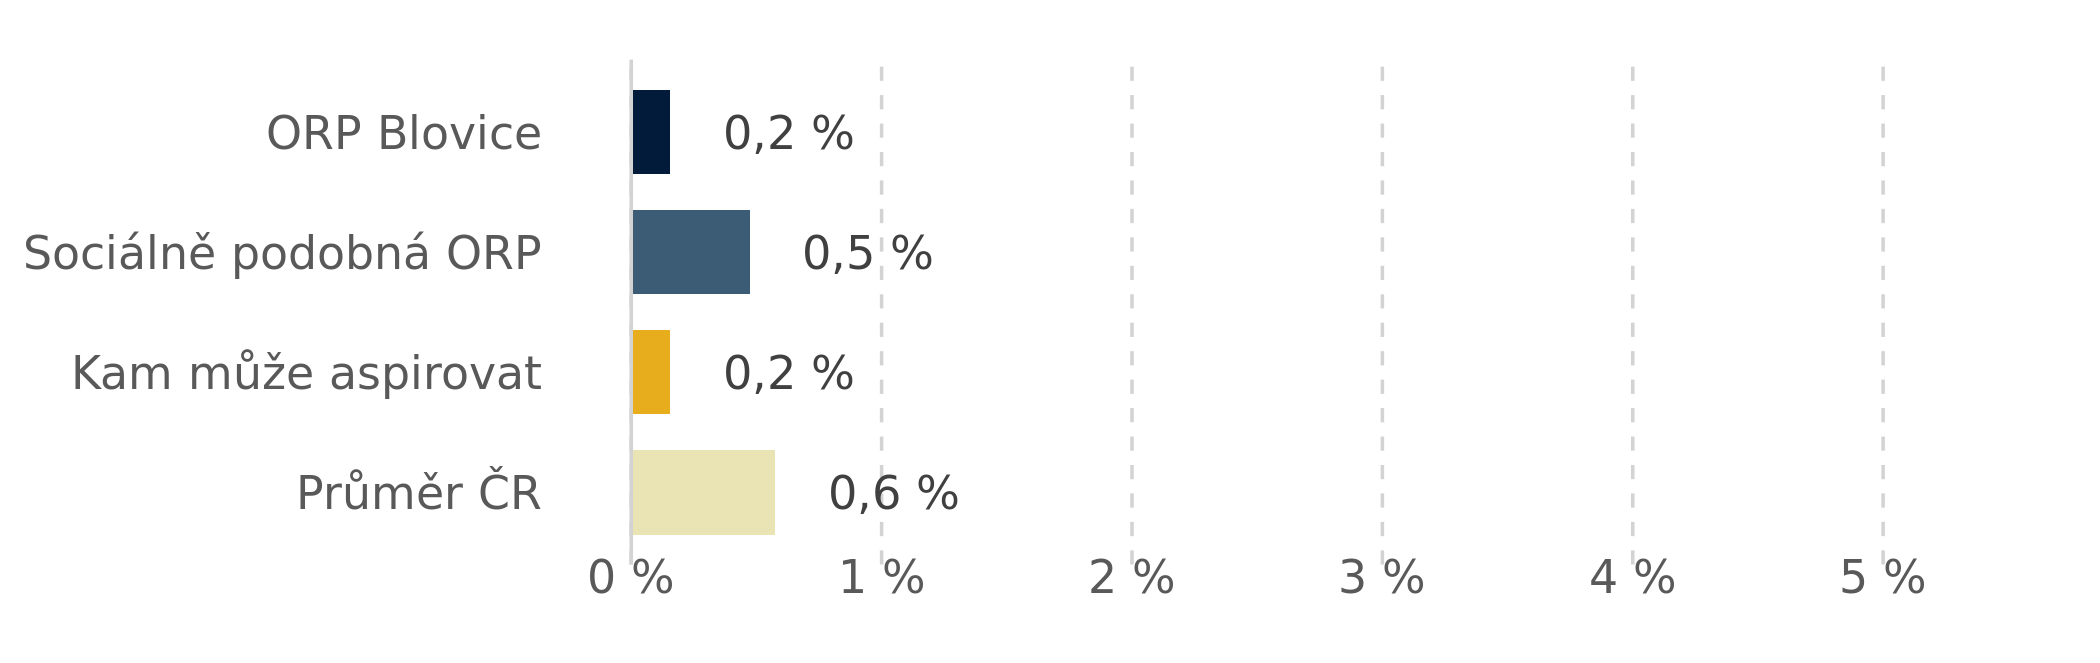 ORP Blovice 0,2 %
Sociálně podobná ORP 0,5 %
Kam může aspirovat 0,2 %
Průměr ČR 0,6 %
0 % 1 % 2 % 3 % 4 % 5 %